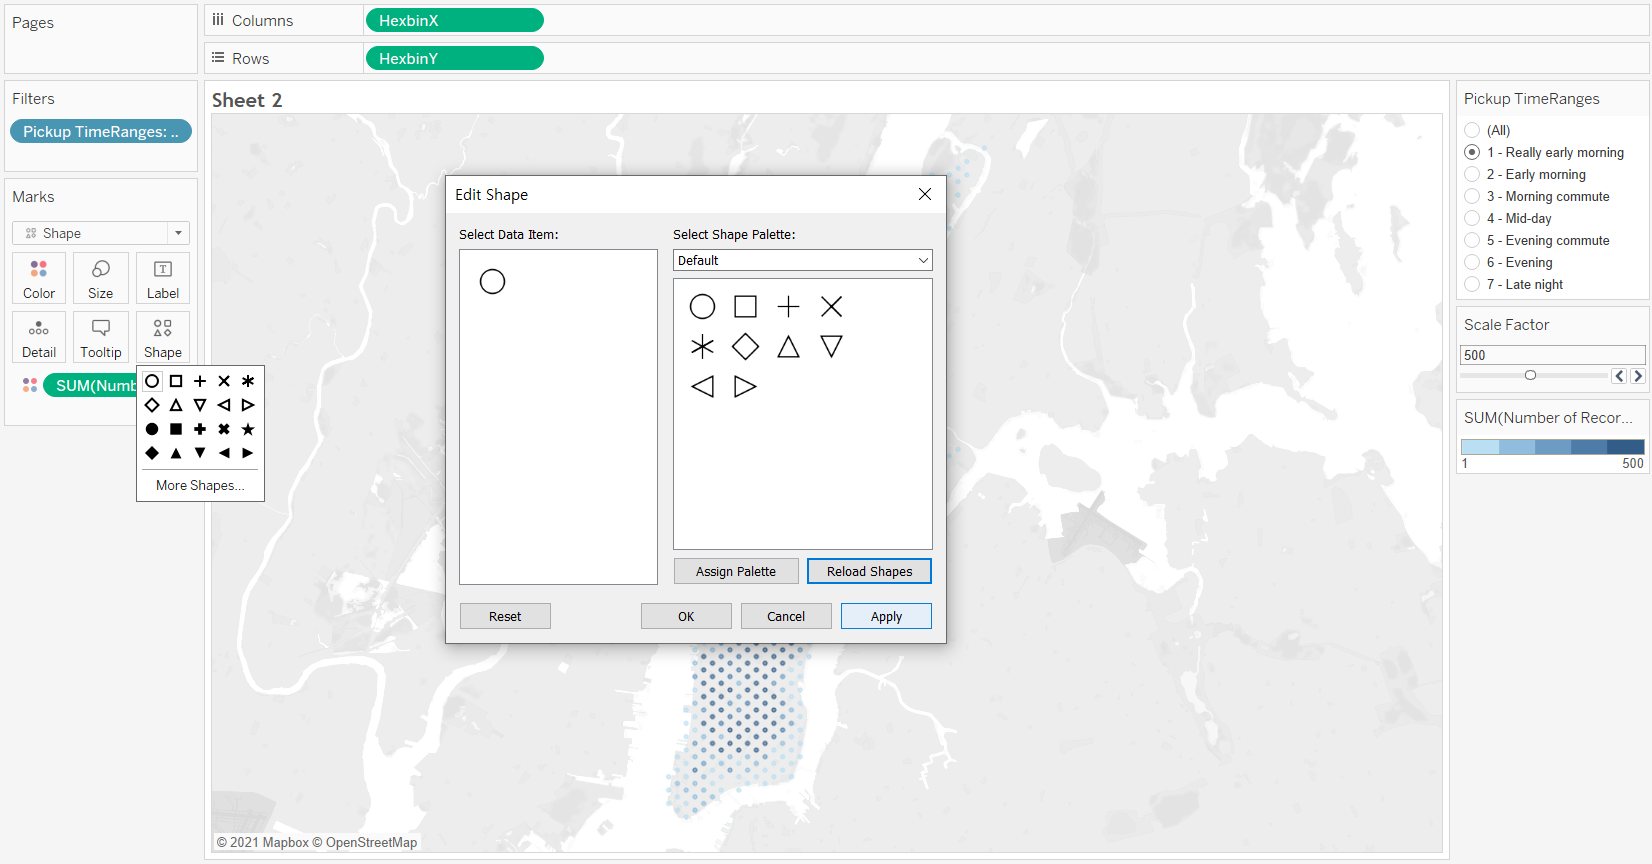 Pages
Columns
HexbinX
Rows
HexbinY
Filters
Pickup TimeRanges: ..
Marks
Shape
Color
Size
Label
Detail
Tooltip
Shape
SUM(Numb
More Shapes...
Sheet 2
Edit Shape
Select Data Item:
Select Shape Palette:
Default
Assign Palette
Reload Shapes
Reset
OK
Cancel
Apply
© 2021 Mapbox © OpenStreetMap
Pickup TimeRanges
(All)
1 - Really early morning
2 - Early morning
3 - Morning commute
4 - Mid-day
5 - Evening commute
6 - Evening
7 - Late night
Scale Factor
500
SUM(Number of Recor...
1
500